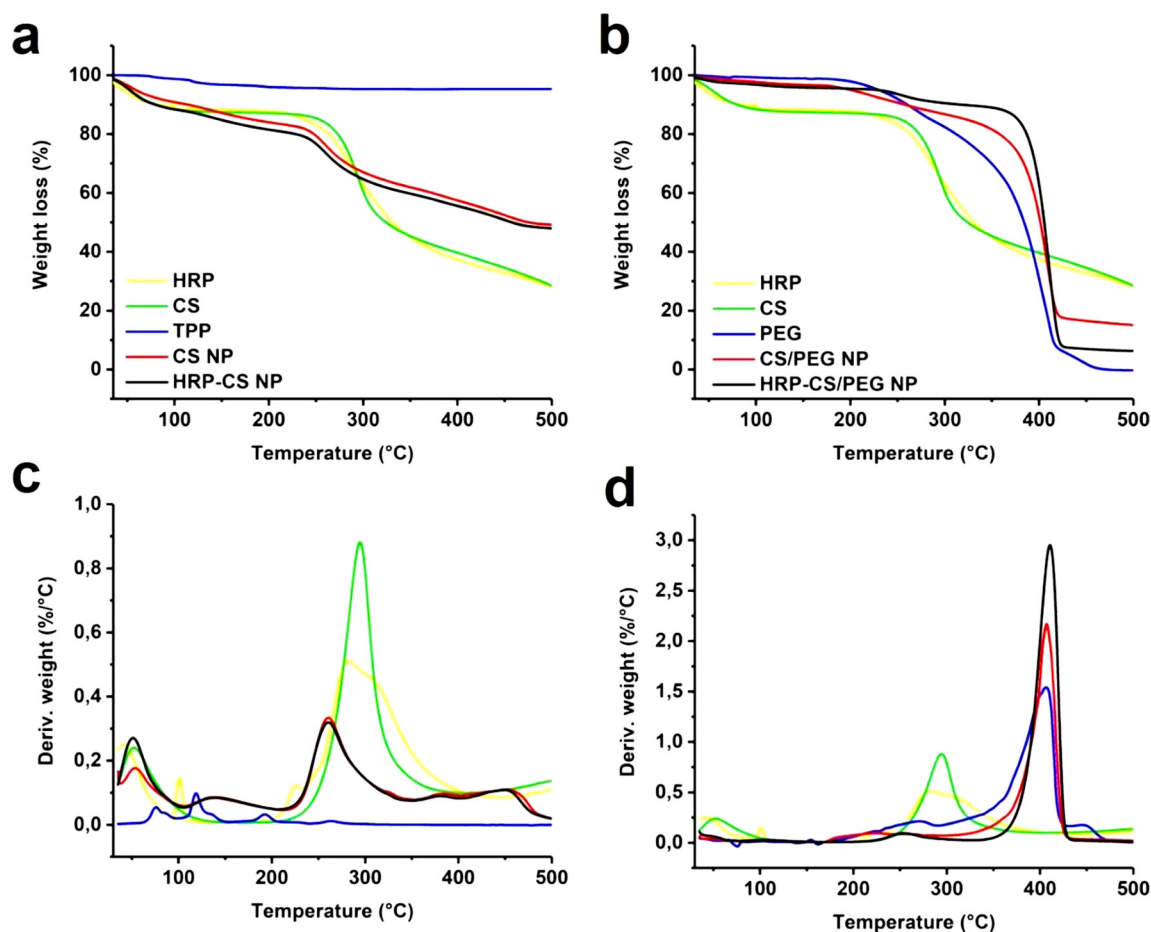 a
100
80
60
40
20
0
Weight loss (%)
HRP
CS
TPP
CS NP
HRP-CS NP
100 200 300 400 500
Temperature (°C)
b
100
80
60
40
20
0
Weight loss (%)
HRP
CS
PEG
CS/PEG NP
HRP-CS/PEG NP
100 200 300 400 500
Temperature (°C)
c
1,0
0,8
0,6
0,4
0,2
0,0
Deriv. weight (%/°C)
100 200 300 400 500
Temperature (°C)
d
3,0
2,5
2,0
1,5
1,0
0,5
0,0
Deriv. weight (%/°C)
100 200 300 400 500
Temperature (°C)